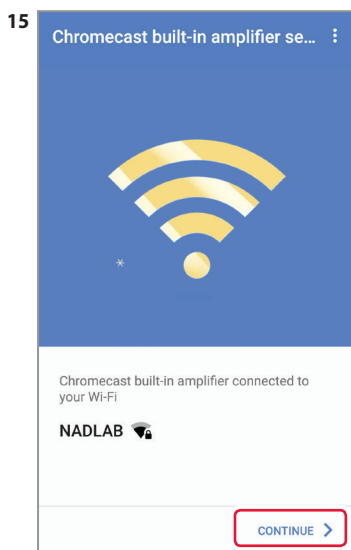 15
Chromecast built-in amplifier se...
Chromecast built-in amplifier connected to
your Wi-Fi
NADLAB
CONTINUE